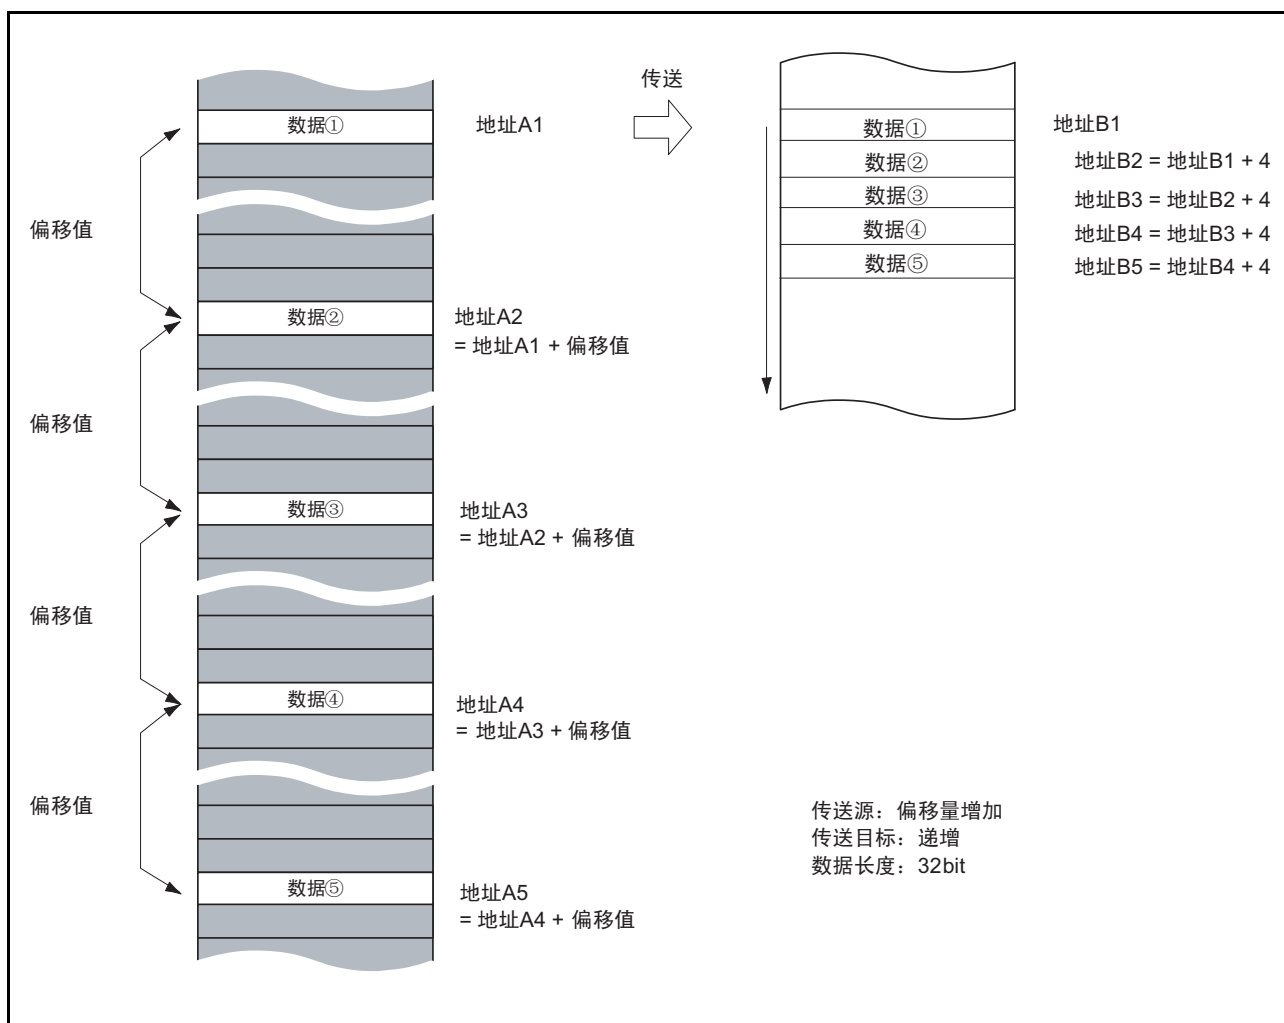 传送
数据①
地址A1
偏移值
数据②
地址A2
= 地址A1 + 偏移值
偏移值
数据③
地址A3
= 地址A2 + 偏移值
偏移值
数据④
地址A4
= 地址A3 + 偏移值
偏移值
数据⑤
地址A5
= 地址A4 + 偏移值
数据①
地址B1
数据②
地址B2 = 地址B1 + 4
数据③
地址B3 = 地址B2 + 4
数据④
地址B4 = 地址B3 + 4
数据⑤
地址B5 = 地址B4 + 4
传送源：偏移量增加
传送目标：递增
数据长度：32bit